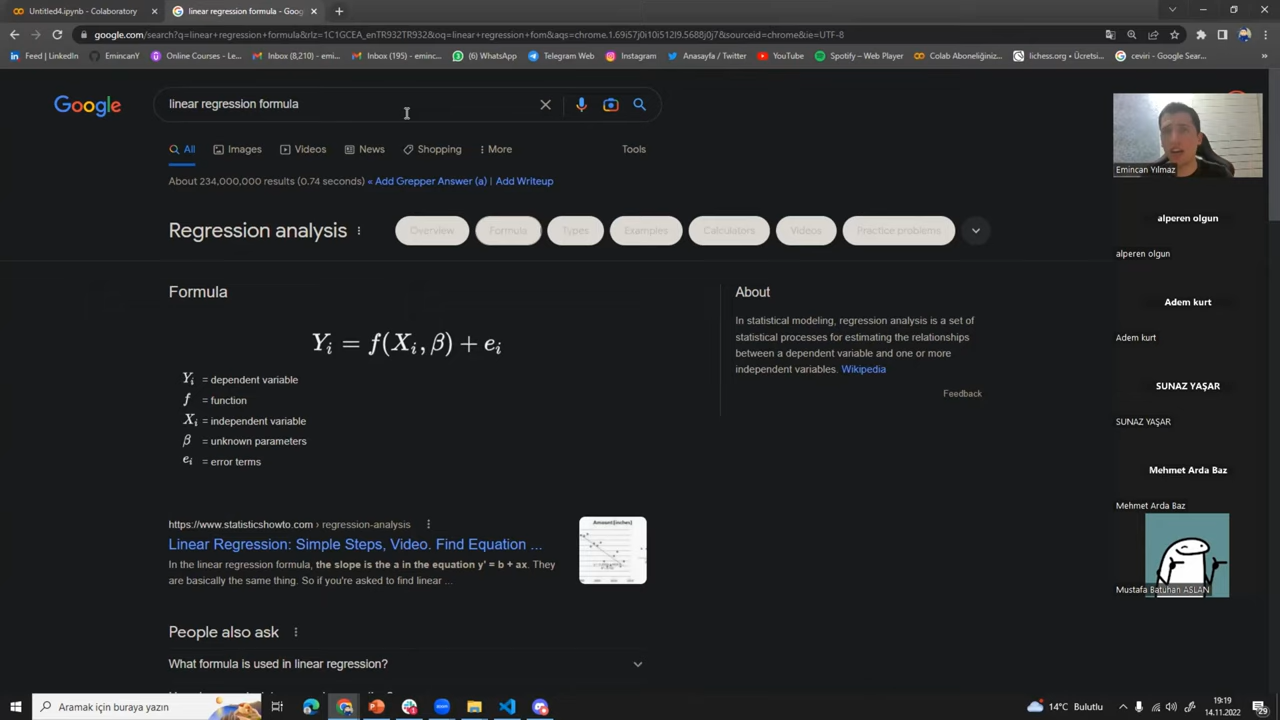 Untitled4.ipynb - Colaboratory
linear regression formula - Goog
google.com/search?q=linear+regression+formula&rlz=1C1GCEA_enTR932TR932&oq=linear+regression+fom&aqs=chrome.1.69i57j0i10i512l9.5688j0j7&sourceid=chrome&ie=UTF-8
Feed | LinkedIn
EmincanY
Online Courses - Le...
Inbox (8,210) - emi...
Inbox (195) - eminc...
(6) WhatsApp
Telegram Web
Instagram
Anasayfa / Twitter
YouTube
Spotify - Web Player
Colab Aboneliğiniz...
lichess.org • Ücretsi...
ceviri - Google Sear...
Google
linear regression formula
All
Images
Videos
News
Shopping
More
Tools
About 234,000,000 results (0.74 seconds) « Add Grepper Answer (a) | Add Writeup
Regression analysis
Overview
Formula
Types
Examples
Calculators
Videos
Practice problems
Formula
Yᵢ = f(Xᵢ, β) + eᵢ
Yᵢ = dependent variable
f = function
Xᵢ = independent variable
β = unknown parameters
eᵢ = error terms
About
In statistical modeling, regression analysis is a set of
statistical processes for estimating the relationships
between a dependent variable and one or more
independent variables. Wikipedia
Feedback
https://www.statisticshowto.com › regression-analysis
Linear Regression: Simple Steps, Video. Find Equation ...
In the linear regression formula, the slope is the a in the equation y' = b + ax. They
are basically the same thing. So if you're asked to find linear ...
Amount(inches)
People also ask
What formula is used in linear regression?
Emincan Yılmaz
alperen olgun
alperen olgun
Adem kurt
Adem kurt
SUNAZ YAŞAR
SUNAZ YAŞAR
Mehmet Arda Baz
Mehmet Arda Baz
Mustafa Batuhan ASLAN
Aramak için buraya yazın
14°C Bulutlu
19:19
14.11.2022
29